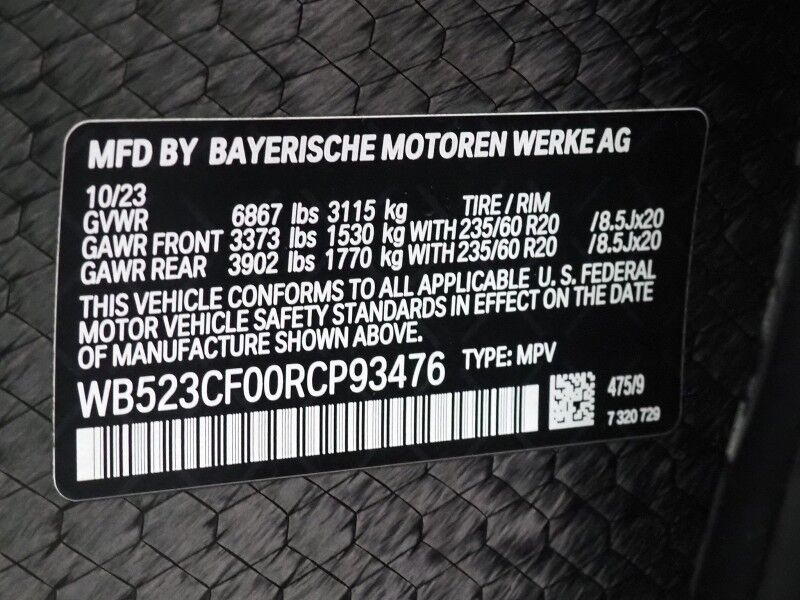 MFD BY BAYERISCHE MOTOREN WERKE AG
10/23 TIRE / RIM
GVWR 6867 lbs 3115 kg
GAWR FRONT 3373 lbs 1530 kg WITH 235/60 R20 /8.5Jx20
GAWR REAR 3902 lbs 1770 kg WITH 235/60 R20 /8.5Jx20
THIS VEHICLE CONFORMS TO ALL APPLICABLE U. S. FEDERAL
MOTOR VEHICLE SAFETY STANDARDS IN EFFECT ON THE DATE
OF MANUFACTURE SHOWN ABOVE.
WB523CF00RCP93476 TYPE: MPV
475/9
7 320 729